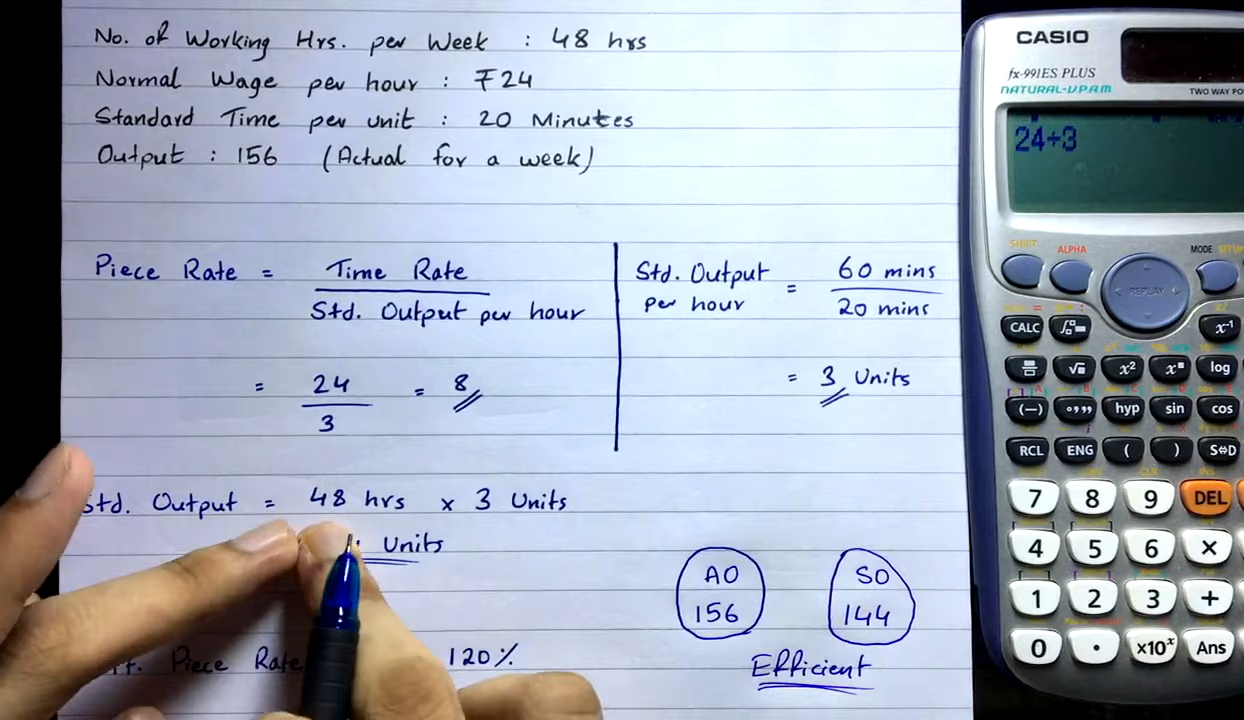 No. of Working Hrs. per Week : 48 hrs
Normal Wage per hour : ₹24
Standard Time per unit : 20 Minutes
Output : 156 (Actual for a week)
Piece Rate = Time Rate
Std. Output per hour
= 24
3
= 8
Std. Output per hour = 60 mins
20 mins
= 3 Units
Std. Output = 48 hrs x 3 Units
Units
Piece Rate 120%
AO
156
SO
144
Efficient
CASIO
fx-991ES PLUS
NATURAL-V.P.A.M.
TWO WAY
24÷3
SHIFT ALPHA MODE
REPLAY
CALC x⁻¹
√ x² log
(−) hyp sin cos
RCL ENG ( ) S⇔D
7 8 9 DEL
4 5 6 ×
1 2 3 +
0 • ×10ˣ Ans